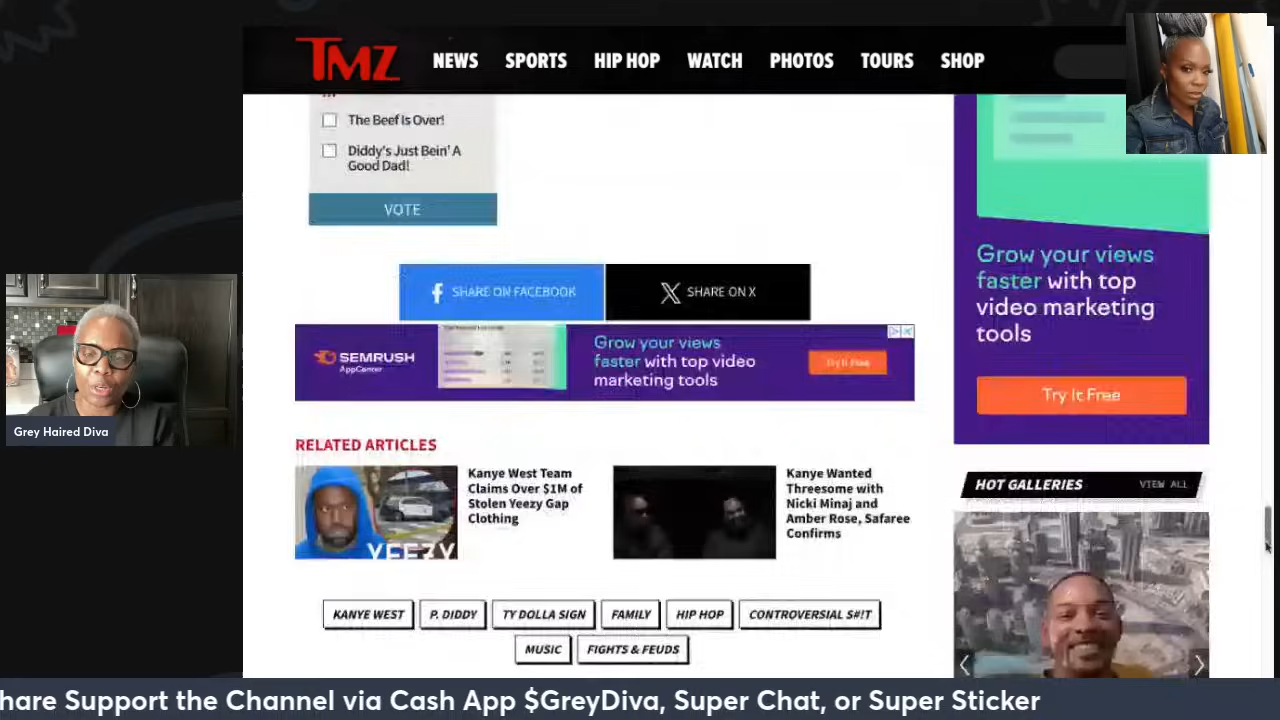 TMZ
NEWS SPORTS HIP HOP WATCH PHOTOS TOURS SHOP
The Beef Is Over!
Diddy's Just Bein' A
Good Dad!
VOTE
SHARE ON FACEBOOK
SHARE ON X
SEMRUSH
AppCenter
Grow your views
faster with top video
marketing tools
Try It Free
RELATED ARTICLES
Kanye West Team
Claims Over $1M of
Stolen Yeezy Gap
Clothing
YEEZY
Kanye Wanted
Threesome with
Nicki Minaj and
Amber Rose, Safaree
Confirms
KANYE WEST P. DIDDY TY DOLLA SIGN FAMILY HIP HOP CONTROVERSIAL S#!T
MUSIC FIGHTS & FEUDS
Grow your views
faster with top
video marketing
tools
Try It Free
HOT GALLERIES VIEW ALL
Grey Haired Diva
hare Support the Channel via Cash App $GreyDiva, Super Chat, or Super Sticker